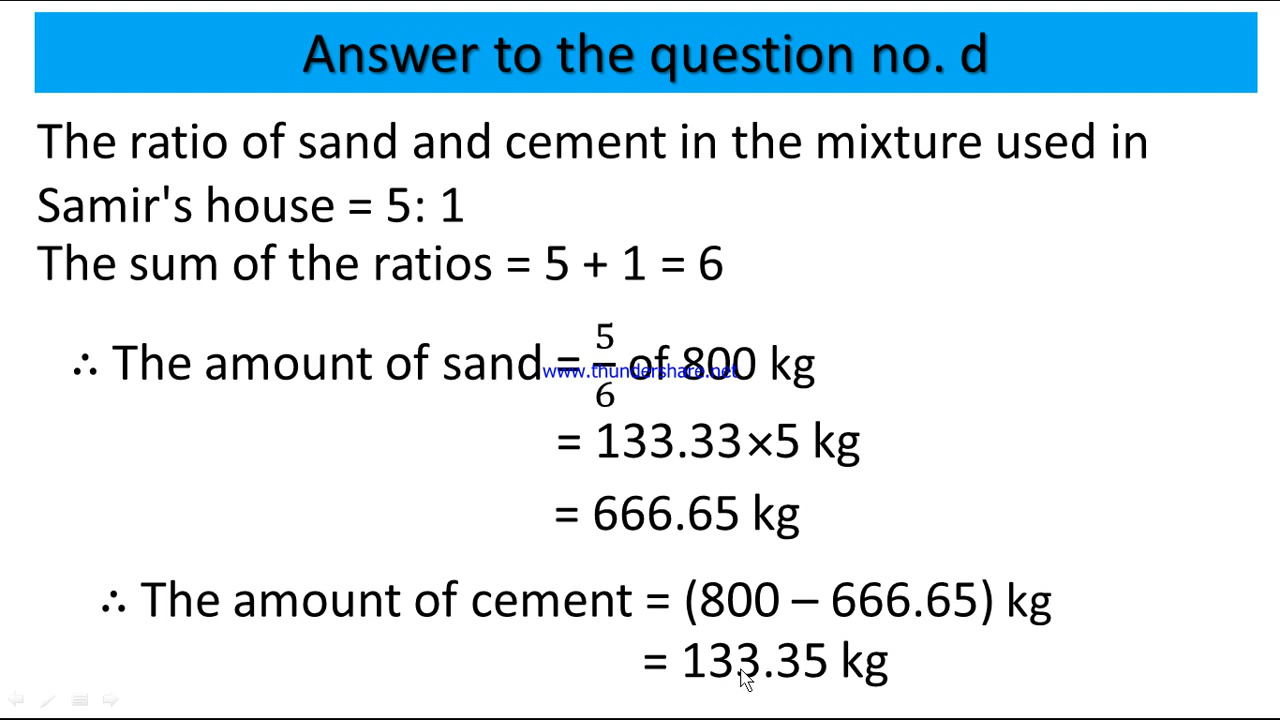 Answer to the question no. d
The ratio of sand and cement in the mixture used in
Samir's house = 5: 1
The sum of the ratios = 5 + 1 = 6
∴ The amount of sand = 5/6 of 800 kg
www.thundershare.net
= 133.33×5 kg
= 666.65 kg
∴ The amount of cement = (800 – 666.65) kg
= 133.35 kg